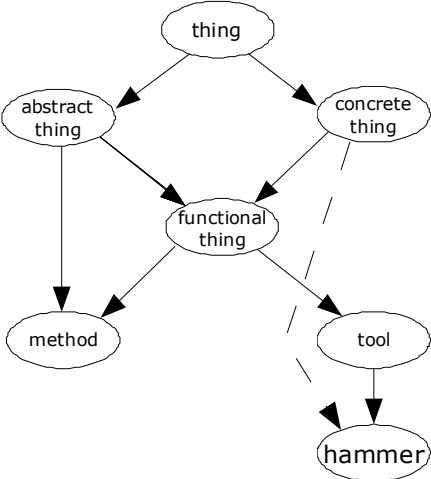 thing
abstract
thing
concrete
thing
functional
thing
method
tool
hammer